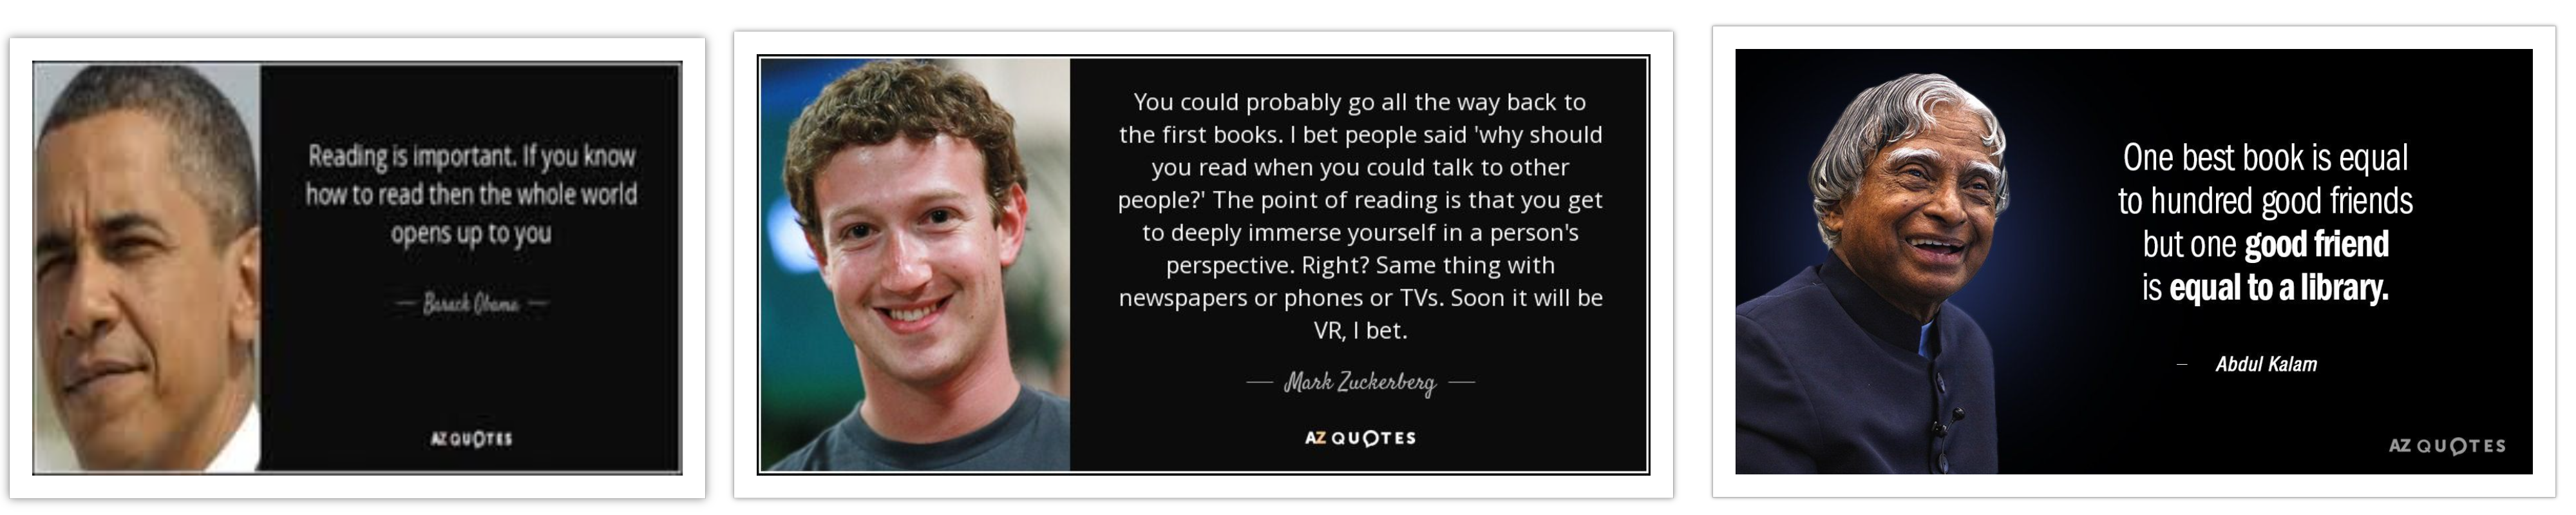 Reading is important. If you know
how to read then the whole world
opens up to you
— Barack Obama —
AZ QUOTES
You could probably go all the way back to
the first books. I bet people said 'why should
you read when you could talk to other
people?' The point of reading is that you get
to deeply immerse yourself in a person's
perspective. Right? Same thing with
newspapers or phones or TVs. Soon it will be
VR, I bet.
— Mark Zuckerberg —
AZ QUOTES
One best book is equal
to hundred good friends
but one good friend
is equal to a library.
— Abdul Kalam
AZ QUOTES